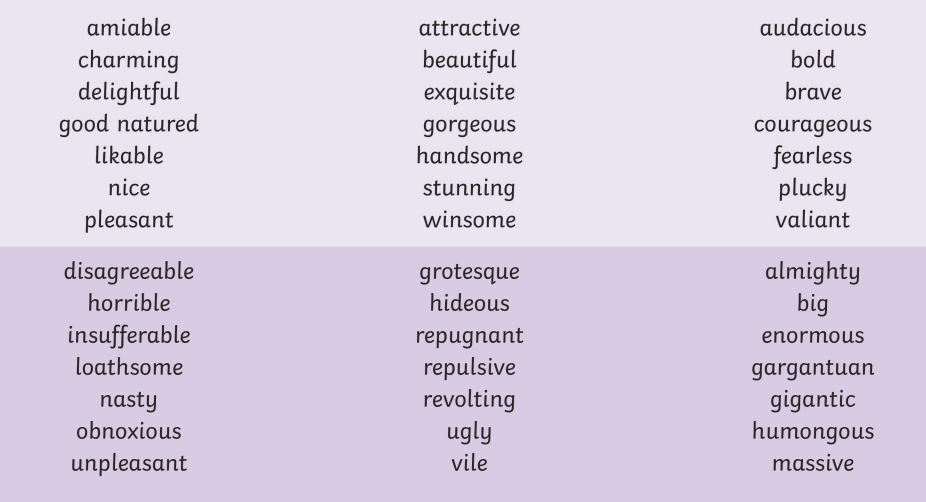 amiable
charming
delightful
good natured
likable
nice
pleasant
attractive
beautiful
exquisite
gorgeous
handsome
stunning
winsome
audacious
bold
brave
courageous
fearless
plucky
valiant
disagreeable
horrible
insufferable
loathsome
nasty
obnoxious
unpleasant
grotesque
hideous
repugnant
repulsive
revolting
ugly
vile
almighty
big
enormous
gargantuan
gigantic
humongous
massive